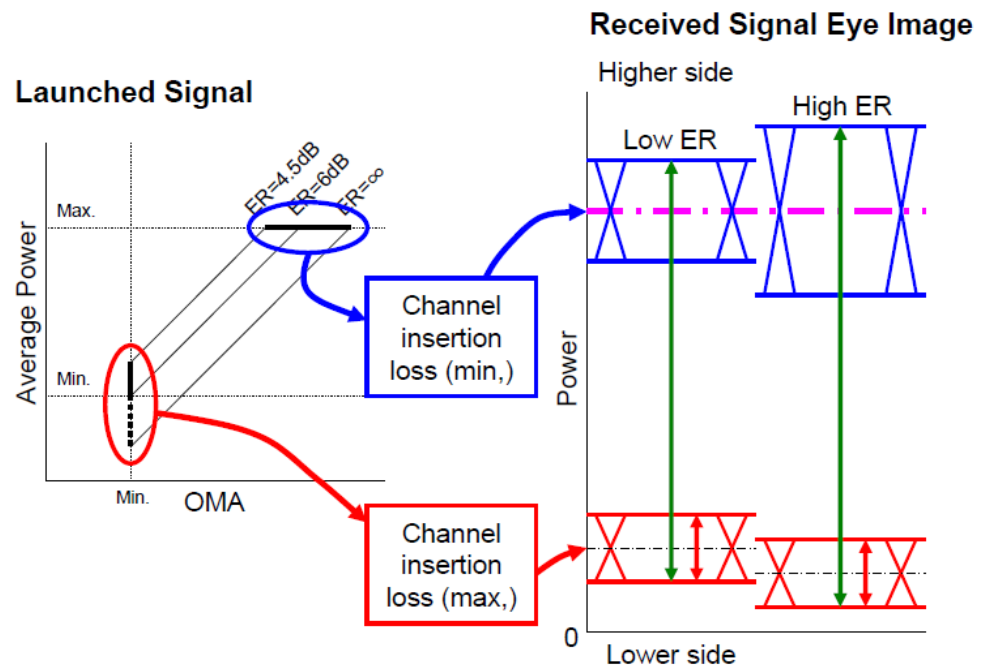 Received Signal Eye Image
Launched Signal
Higher side
High ER
Low ER
ER=4.5dB
ER=6dB
ER=∞
Max.
Average Power
Channel
insertion
loss (min,)
Min.
Power
Min.
OMA
Channel
insertion
loss (max,)
0
Lower side